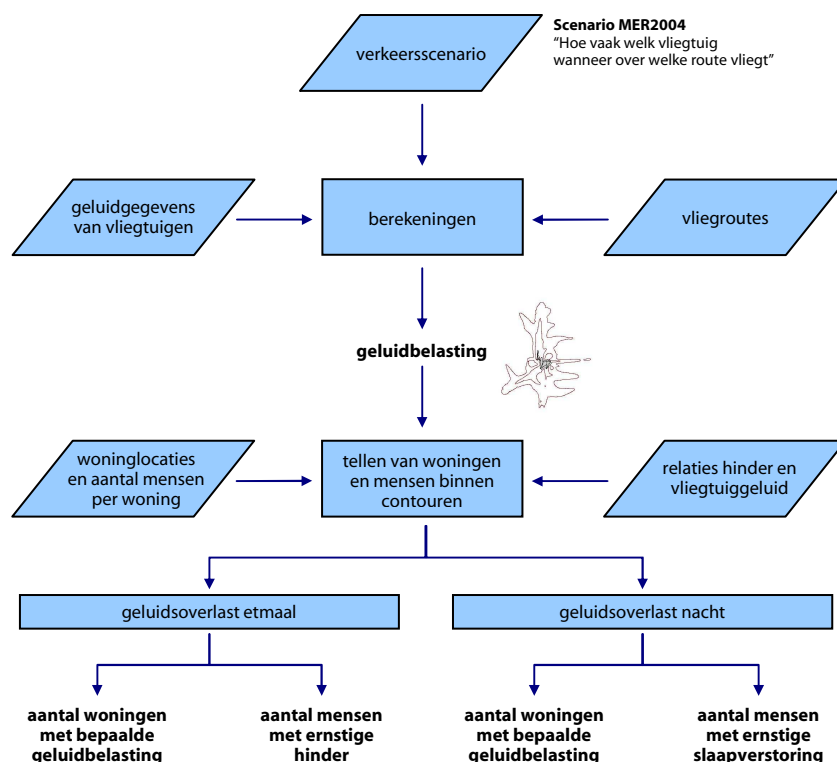 verkeersscenario
Scenario MER2004
“Hoe vaak welk vliegtuig
wanneer over welke route vliegt”
geluidgegevens
van vliegtuigen
berekeningen
vliegroutes
geluidbelasting
woninglocaties
en aantal mensen
per woning
tellen van woningen
en mensen binnen
contouren
relaties hinder en
vliegtuiggeluid
geluidsoverlast etmaal
geluidsoverlast nacht
aantal woningen
met bepaalde
geluidbelasting
aantal mensen
met ernstige
hinder
aantal woningen
met bepaalde
geluidbelasting
aantal mensen
met ernstige
slaapverstoring